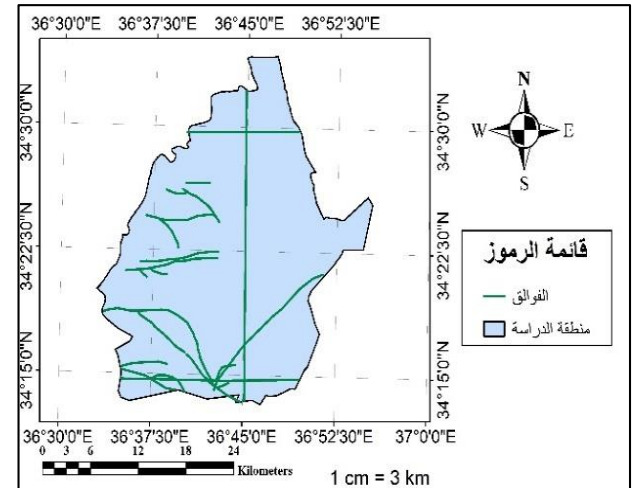 36°30'0"E 36°37'30"E 36°45'0"E 36°52'30"E
34°30'0"N
34°22'30"N
34°15'0"N
34°30'0"N
34°22'30"N
34°15'0"N
36°30'0"E 36°37'30"E 36°45'0"E 36°52'30"E 37°0'0"E
N
W E
S
قائمة الرموز
الفوالق
منطقة الدراسة
0 3 6 12 18 24
Kilometers
1 cm = 3 km